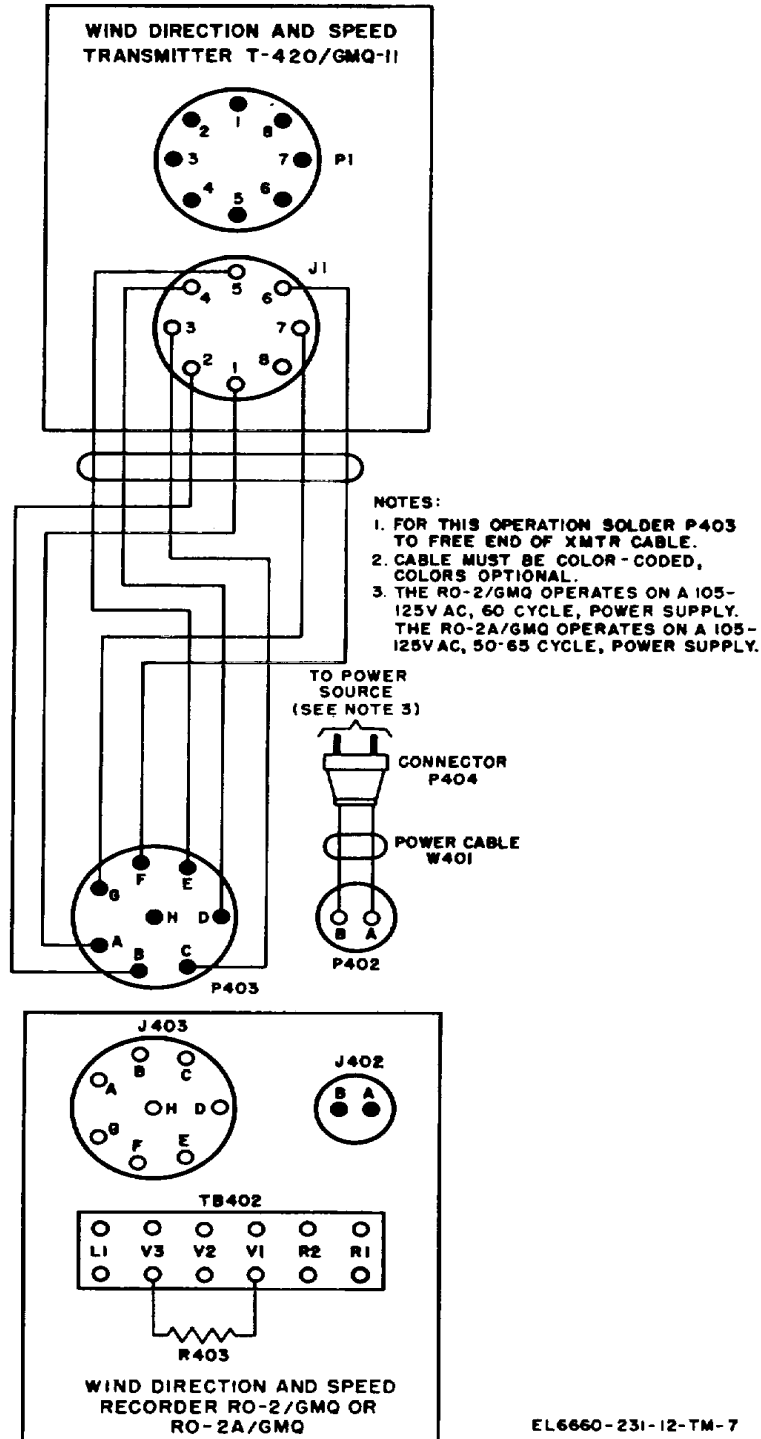 WIND DIRECTION AND SPEED
TRANSMITTER T-420/GMQ-11
1
2
8
3
7
P1
4
6
5
J1
5
4
6
3
7
2
8
1
NOTES:
1. FOR THIS OPERATION SOLDER P403
TO FREE END OF XMTR CABLE.
2. CABLE MUST BE COLOR-CODED,
COLORS OPTIONAL.
3. THE RO-2/GMQ OPERATES ON A 105-
125V AC, 60 CYCLE, POWER SUPPLY.
THE RO-2A/GMQ OPERATES ON A 105-
125V AC, 50-65 CYCLE, POWER SUPPLY.
TO POWER
SOURCE
(SEE NOTE 3)
CONNECTOR
P404
POWER CABLE
W401
B A
P402
F E
G
H D
A
B C
P403
J403
B C
A
H D
G
F E
J402
B A
TB402
L1 V3 V2 V1 R2 R1
R403
WIND DIRECTION AND SPEED
RECORDER RO-2/GMQ OR
RO-2A/GMQ
EL6660-231-12-TM-7